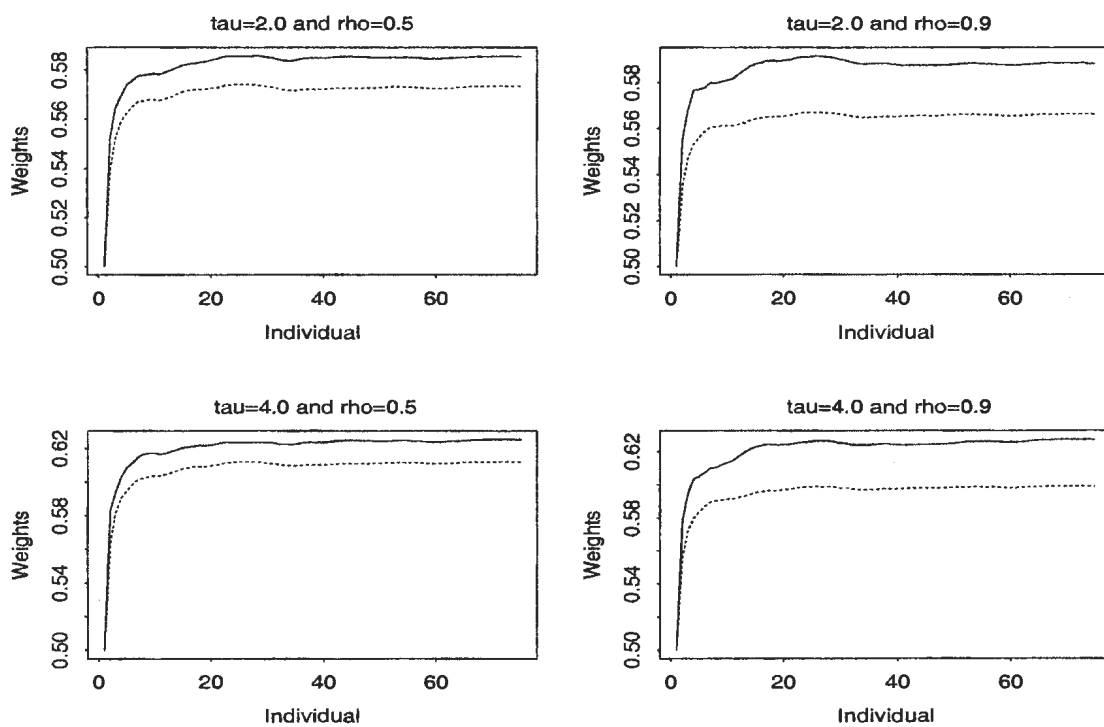 tau=2.0 and rho=0.5
Weights
0.50 0.52 0.54 0.56 0.58
0 20 40 60
Individual
tau=2.0 and rho=0.9
Weights
0.50 0.52 0.54 0.56 0.58
0 20 40 60
Individual
tau=4.0 and rho=0.5
Weights
0.50 0.54 0.58 0.62
0 20 40 60
Individual
tau=4.0 and rho=0.9
Weights
0.50 0.54 0.58 0.62
0 20 40 60
Individual